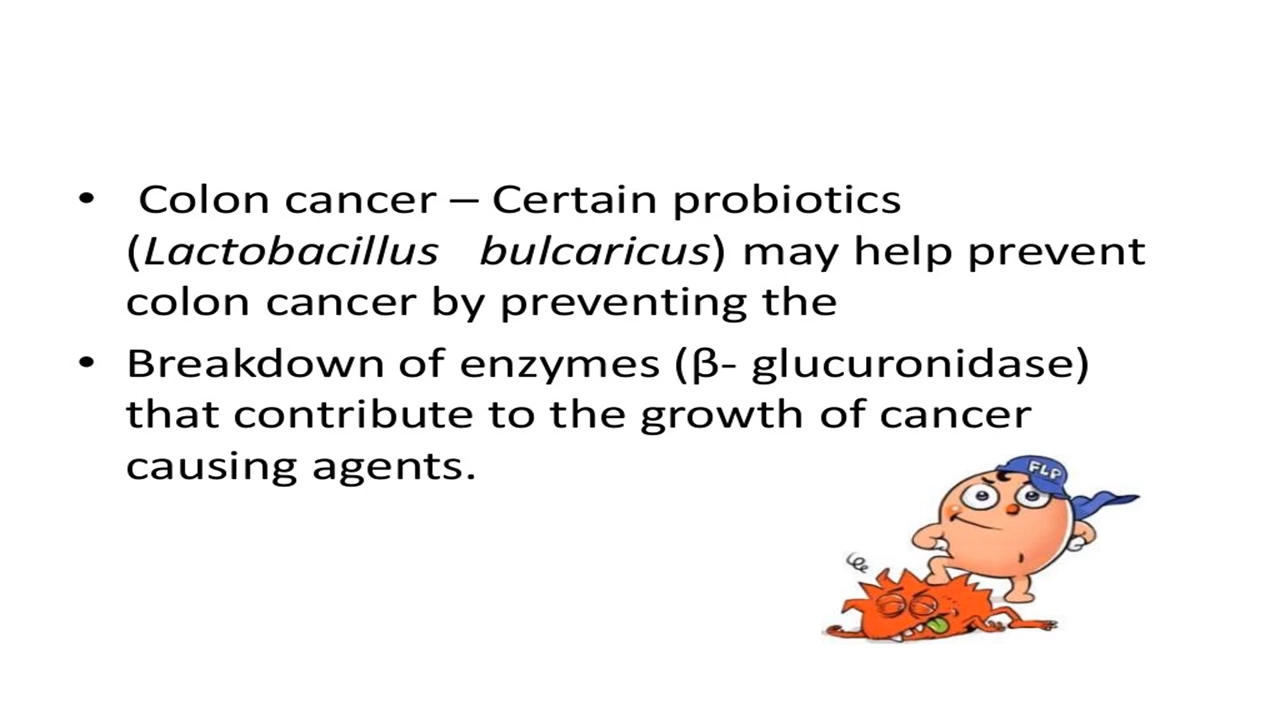 • Colon cancer – Certain probiotics
(Lactobacillus bulcaricus) may help prevent
colon cancer by preventing the
• Breakdown of enzymes (β- glucuronidase)
that contribute to the growth of cancer
causing agents.
FLP